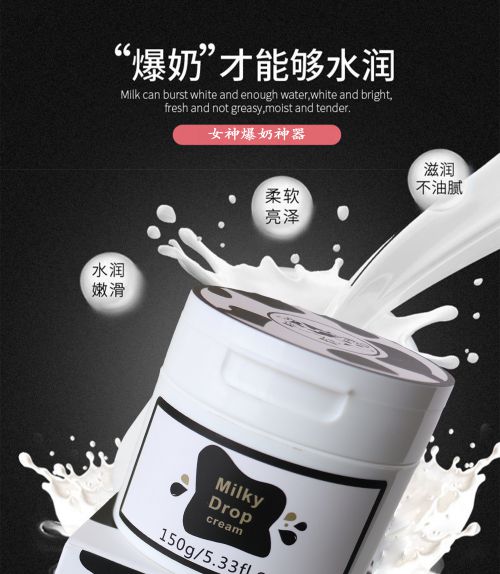 “爆奶”才能够水润
Milk can burst white and enough water,white and bright,
fresh and not greasy,moist and tender.
女神爆奶神器
滋润
不油腻
柔软
亮泽
水润
嫩滑
Milky
Drop
cream
150g/5.33fl